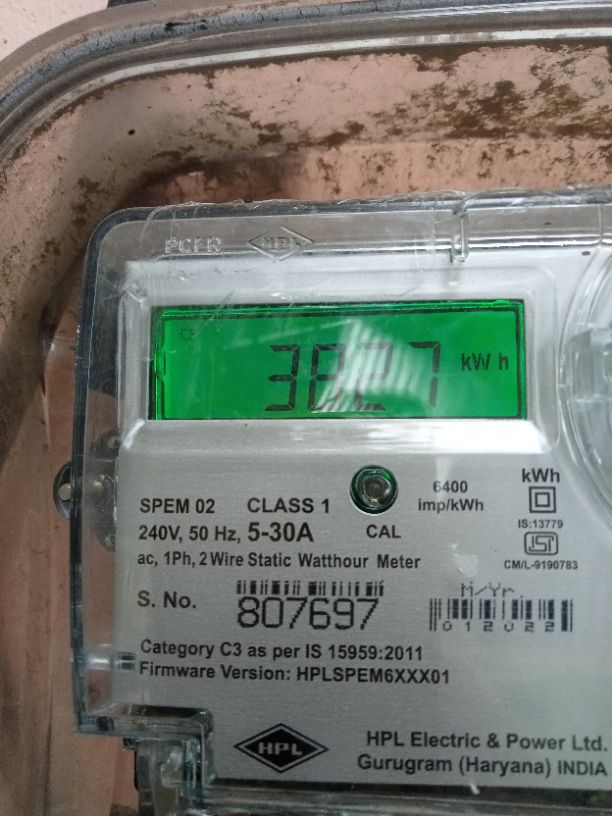 PCFR HPL
3827 kWh
SPEM 02 CLASS 1 6400 imp/kWh kWh
240V, 50 Hz, 5-30A CAL IS:13779
ac, 1Ph, 2 Wire Static Watthour Meter CM/L-9190783
S. No. 807697 M/Yr.
012022
Category C3 as per IS 15959:2011
Firmware Version: HPLSPEM6XXX01
HPL HPL Electric & Power Ltd.
Gurugram (Haryana) INDIA